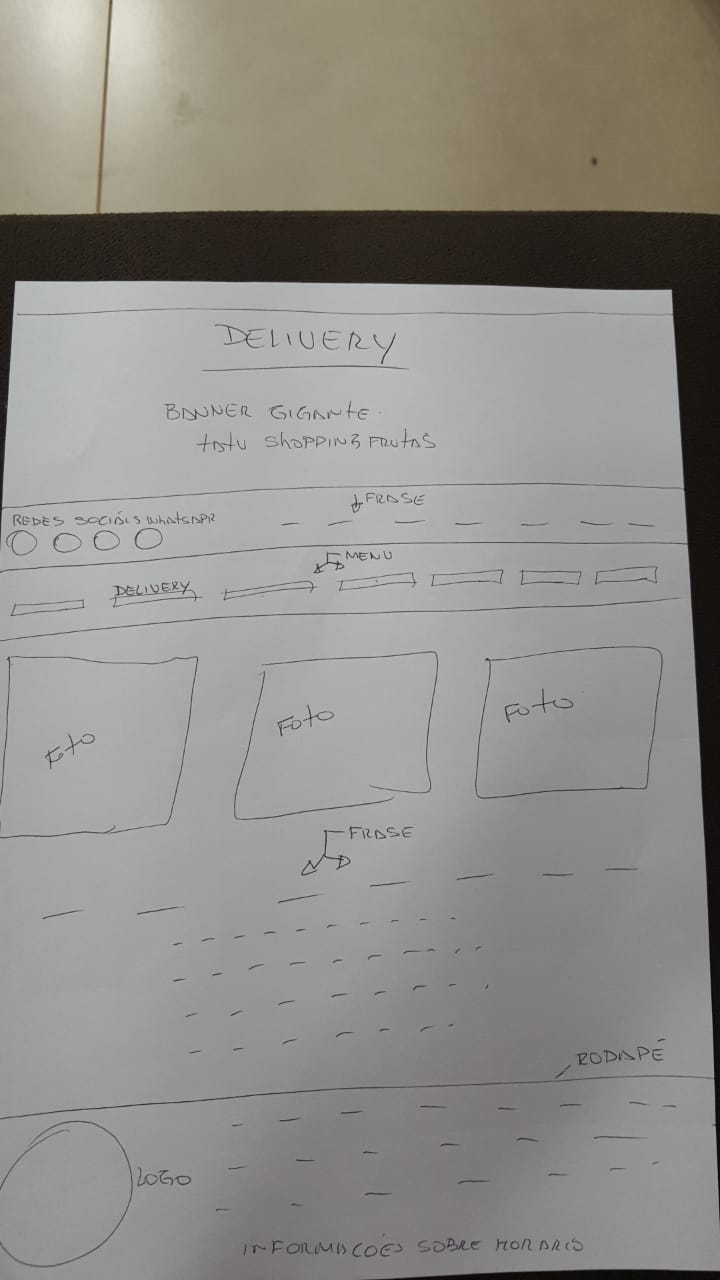 DELIVERY
BANNER GIGANTE.
tatu SHOPPING FRUTAS
FRASE
REDES SOCIAIS WhatsAPP
MENU
DELIVERY
Foto
Foto
Foto
FRASE
RODAPÉ
LOGO
INFORMACOES SOBRE HORARIO